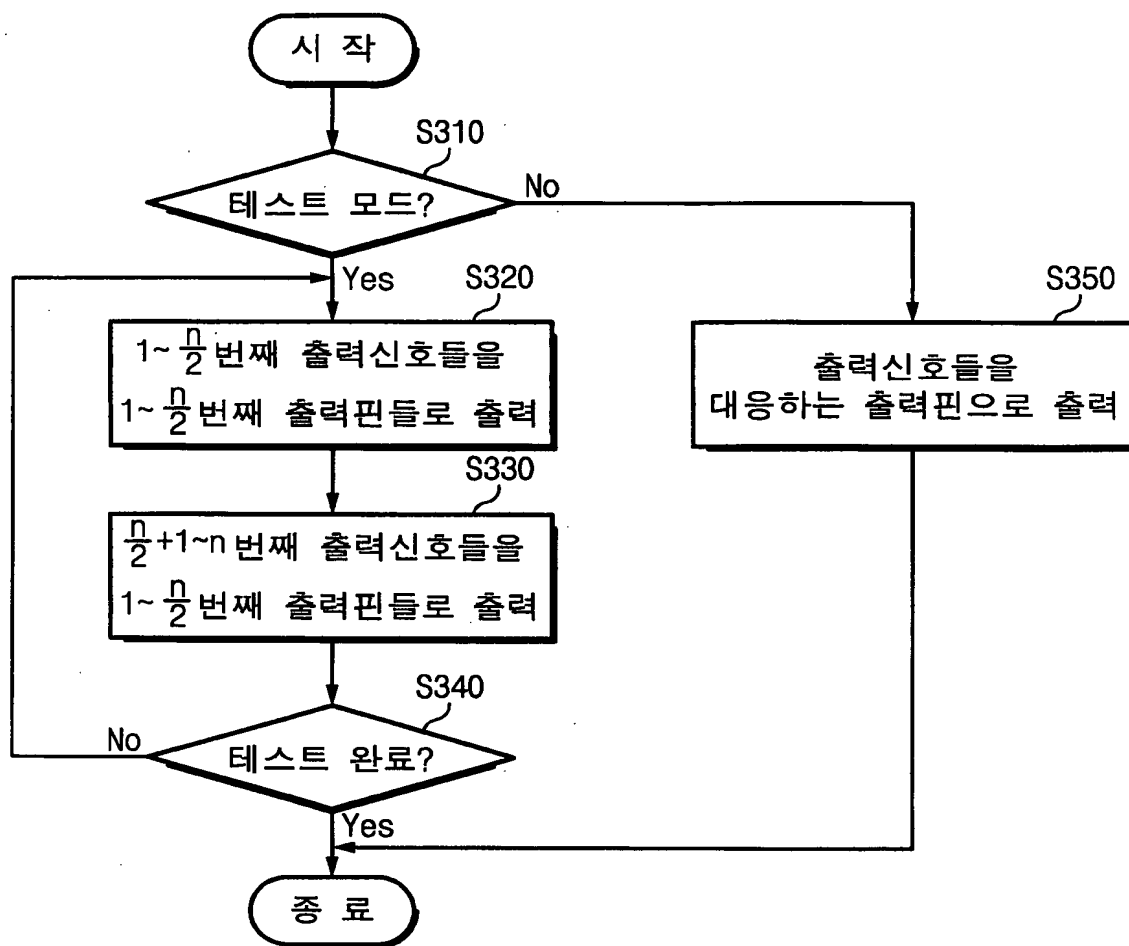 시 작
S310
테스트 모드?
No
Yes
S320
1~ n/2 번째 출력신호들을
1~ n/2 번째 출력핀들로 출력
S350
출력신호들을
대응하는 출력핀으로 출력
S330
n/2 +1~n 번째 출력신호들을
1~ n/2 번째 출력핀들로 출력
S340
테스트 완료?
No
Yes
종 료